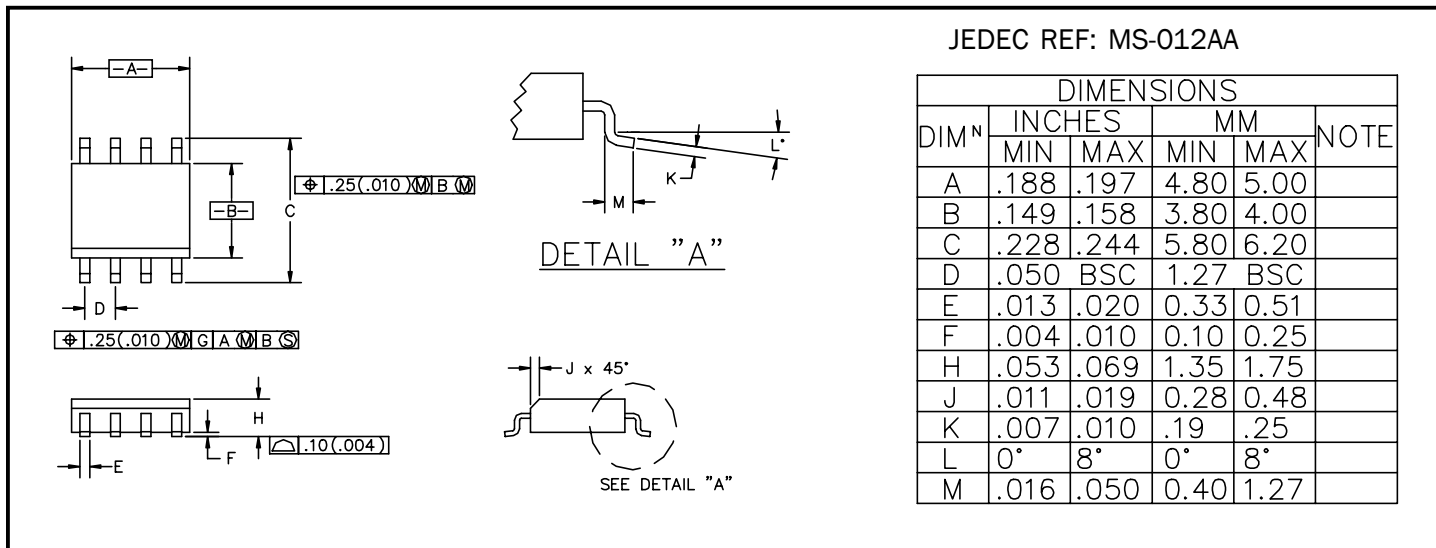 JEDEC REF: MS-012AA
-A-
⌖ .25(.010) Ⓜ B Ⓜ
-B-
C
D
⌖ .25(.010) Ⓜ G A Ⓜ B Ⓢ
H
F
E
⌓ .10(.004)
L°
K
M
DETAIL "A"
J x 45°
SEE DETAIL "A"
DIMENSIONS
DIMᴺ INCHES MM NOTE
MIN MAX MIN MAX
A .188 .197 4.80 5.00
B .149 .158 3.80 4.00
C .228 .244 5.80 6.20
D .050 BSC 1.27 BSC
E .013 .020 0.33 0.51
F .004 .010 0.10 0.25
H .053 .069 1.35 1.75
J .011 .019 0.28 0.48
K .007 .010 .19 .25
L 0° 8° 0° 8°
M .016 .050 0.40 1.27